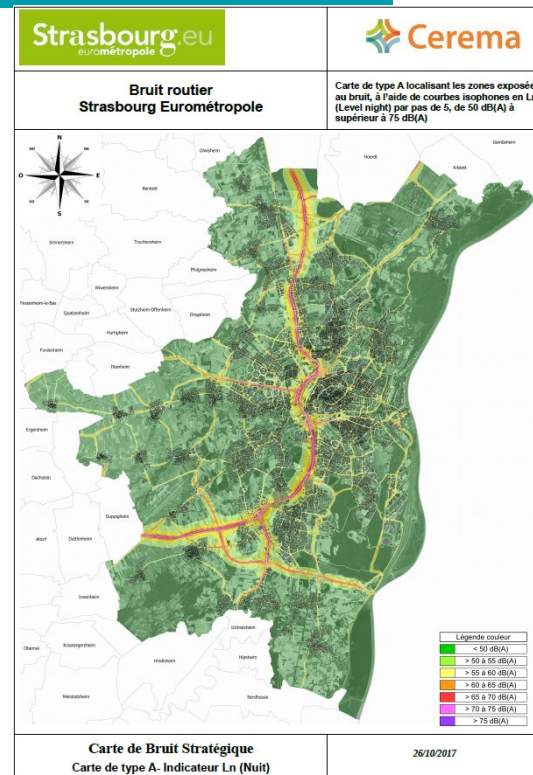 Strasbourg.eu
eurométropole
Cerema
Bruit routier
Strasbourg Eurométropole
Carte de type A localisant les zones exposée
au bruit, à l'aide de courbes isophones en Ln
(Level night) par pas de 5, de 50 dB(A) à
supérieur à 75 dB(A)
N
O
E
S
Olwisheim
Hoerdt
Gambsheim
Kilstett
Berstett
Schnersheim
Truchtersheim
Pfulgriesheim
Wiwersheim
Fessenheim-le-Bas
Quatzenheim
Stutzheim-Offenheim
Dingsheim
Hurtigheim
Furdenheim
Ittenheim
Ergersheim
Dachstein
Duppigheim
Altorf
Duttlenheim
Innenheim
Ichtratzheim
Obernai
Krautergersheim
Hindisheim
Hipsheim
Meistratzheim
Nordhouse
Légende couleur
< 50 dB(A)
> 50 à 55 dB(A)
> 55 à 60 dB(A)
> 60 à 65 dB(A)
> 65 à 70 dB(A)
> 70 à 75 dB(A)
> 75 dB(A)
Carte de Bruit Stratégique
Carte de type A- Indicateur Ln (Nuit)
26/10/2017